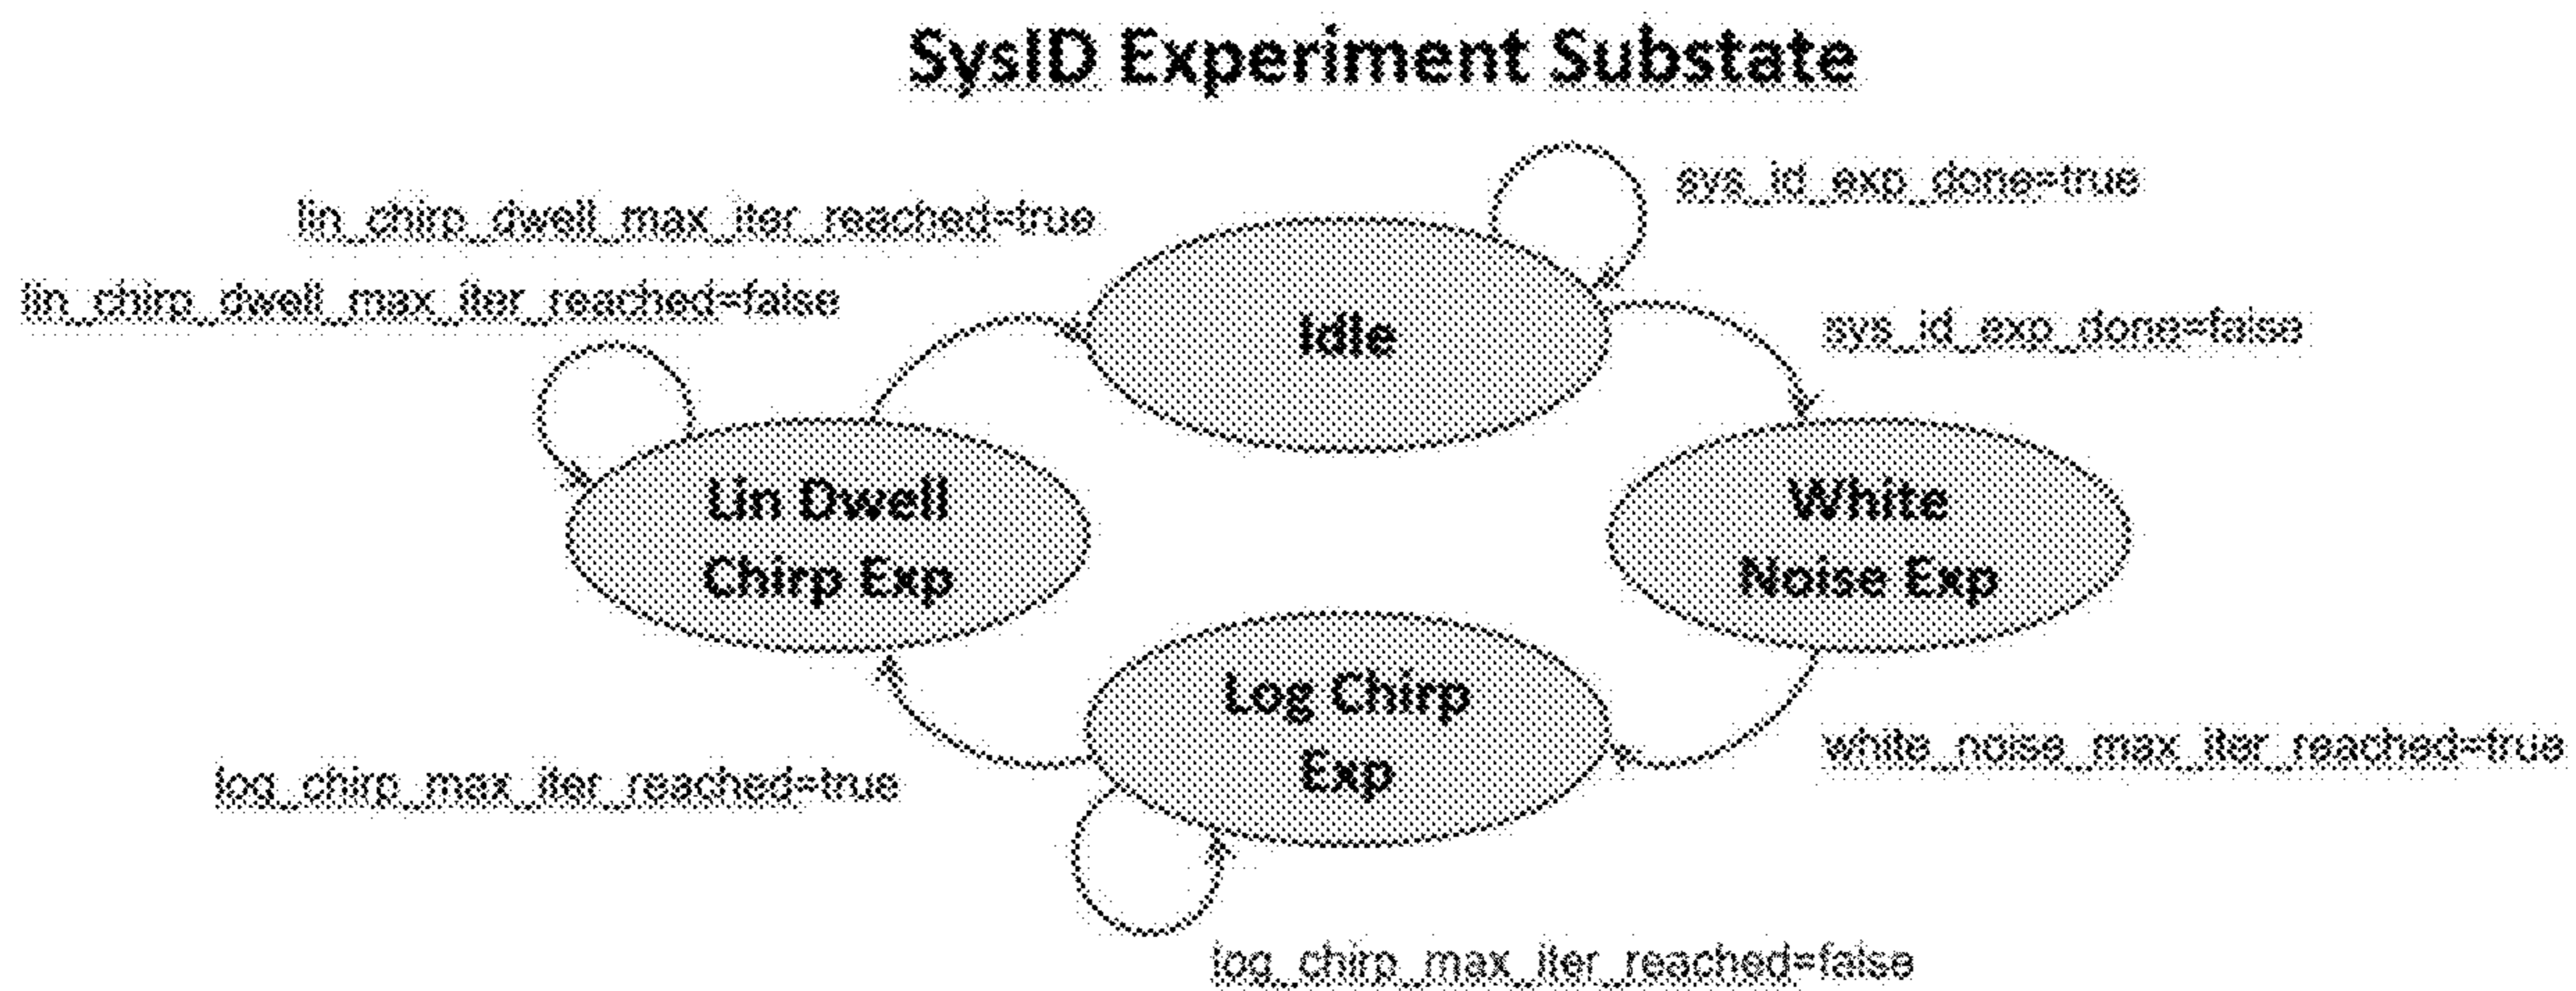 SysID Experiment Substate
sys_id_exp_done=true
lin_chirp_dwell_max_iter_reached=true
lin_chirp_dwell_max_iter_reached=false
Idle
sys_id_exp_done=false
Lin Dwell
Chirp Exp
White
Noise Exp
Log Chirp
Exp
white_noise_max_iter_reached=true
log_chirp_max_iter_reached=true
log_chirp_max_iter_reached=false